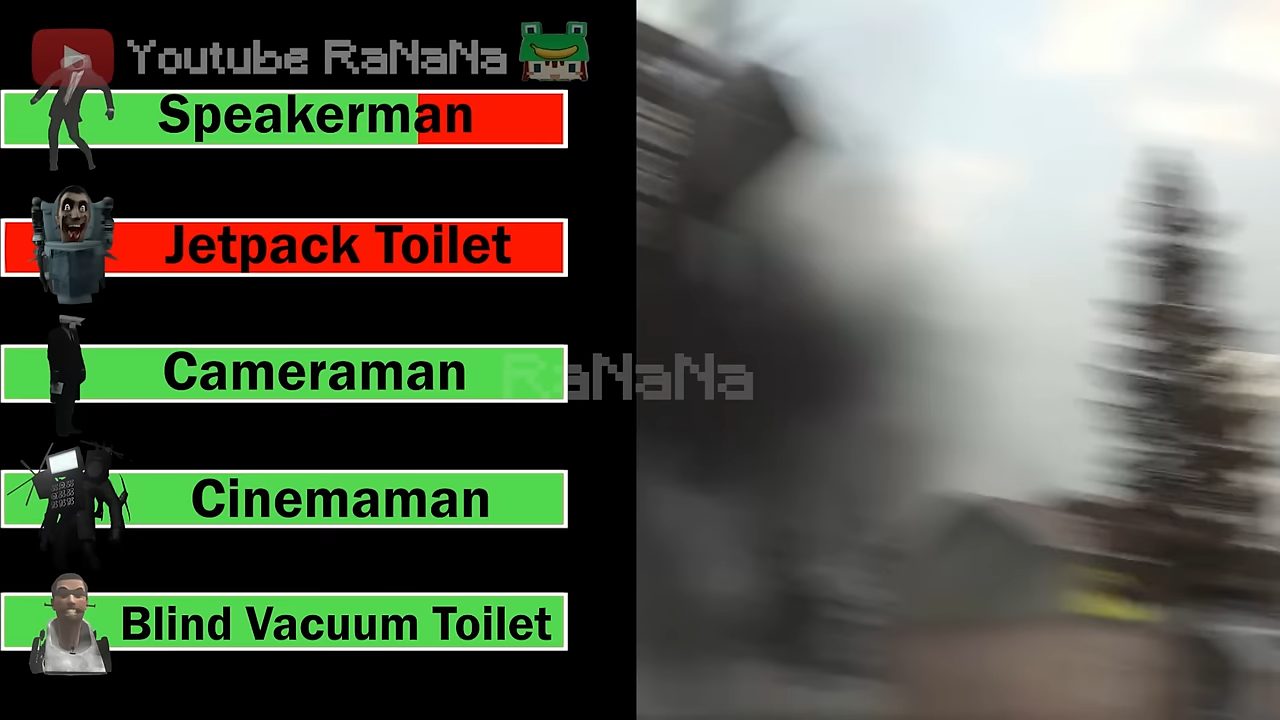 Youtube RaNaNa
Speakerman
Jetpack Toilet
Cameraman
RaNaNa
Cinemaman
Blind Vacuum Toilet